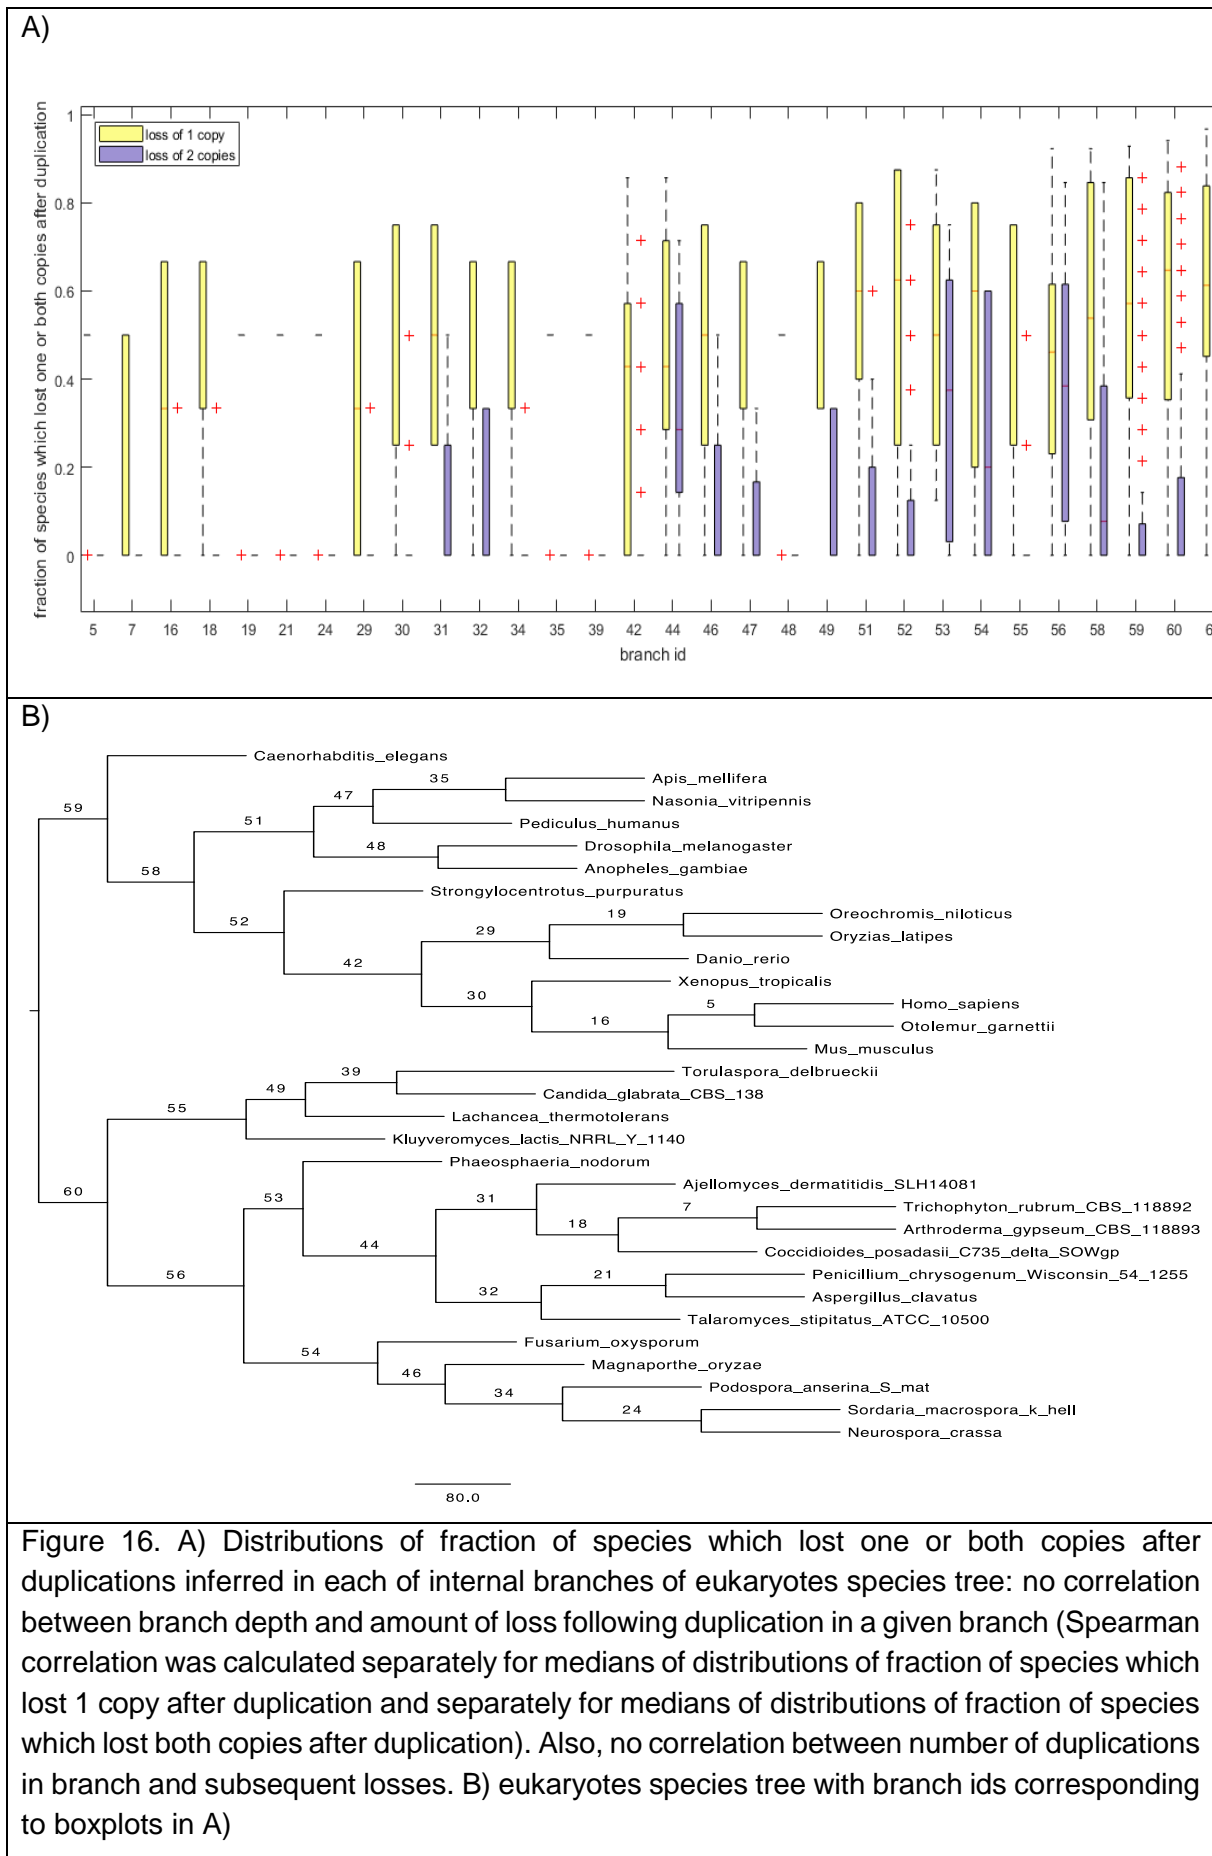 A)
fraction of species which lost one or both copies after duplication
1
0.8
0.6
0.4
0.2
0
loss of 1 copy
loss of 2 copies
5 7 16 18 19 21 24 29 30 31 32 34 35 39 42 44 46 47 48 49 51 52 53 54 55 56 58 59 60 6
branch id
B)
Caenorhabditis_elegans
35 Apis_mellifera
47 Nasonia_vitripennis
59 Pediculus_humanus
51
Drosophila_melanogaster
48
Anopheles_gambiae
58
Strongylocentrotus_purpuratus
19 Oreochromis_niloticus
52
29 Oryzias_latipes
42 Danio_rerio
Xenopus_tropicalis
30 5 Homo_sapiens
16 Otolemur_garnettii
Mus_musculus
39 Torulaspora_delbrueckii
49 Candida_glabrata_CBS_138
55 Lachancea_thermotolerans
Kluyveromyces_lactis_NRRL_Y_1140
Phaeosphaeria_nodorum
60
53 31 Ajellomyces_dermatitidis_SLH14081
7 Trichophyton_rubrum_CBS_118892
18 Arthroderma_gypseum_CBS_118893
44 Coccidioides_posadasii_C735_delta_SOWgp
56 21 Penicillium_chrysogenum_Wisconsin_54_1255
32 Aspergillus_clavatus
Talaromyces_stipitatus_ATCC_10500
54 Fusarium_oxysporum
46 Magnaporthe_oryzae
34 Podospora_anserina_S_mat
24 Sordaria_macrospora_k_hell
Neurospora_crassa
80.0
Figure 16. A) Distributions of fraction of species which lost one or both copies after
duplications inferred in each of internal branches of eukaryotes species tree: no correlation
between branch depth and amount of loss following duplication in a given branch (Spearman
correlation was calculated separately for medians of distributions of fraction of species which
lost 1 copy after duplication and separately for medians of distributions of fraction of species
which lost both copies after duplication). Also, no correlation between number of duplications
in branch and subsequent losses. B) eukaryotes species tree with branch ids corresponding
to boxplots in A)